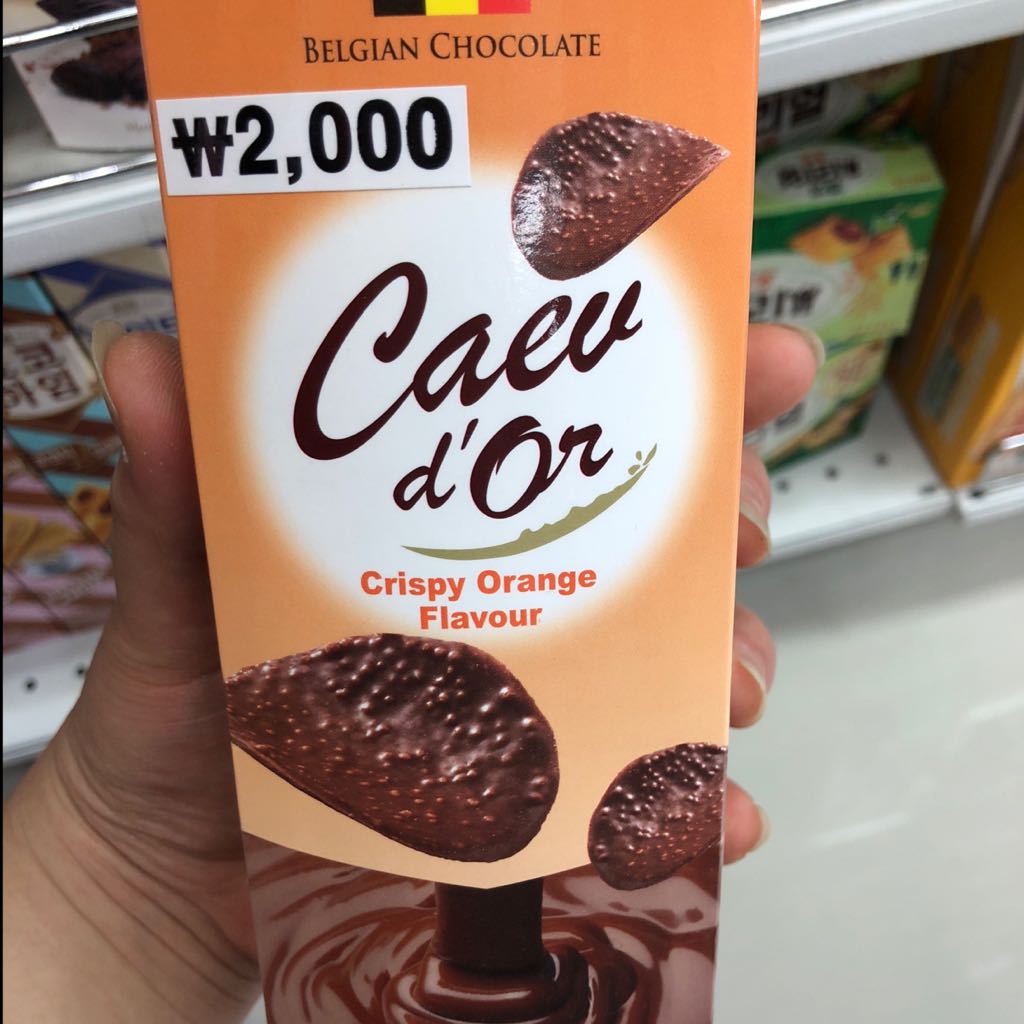 BELGIAN CHOCOLATE
₩2,000
Caev
d'Or
Crispy Orange
Flavour